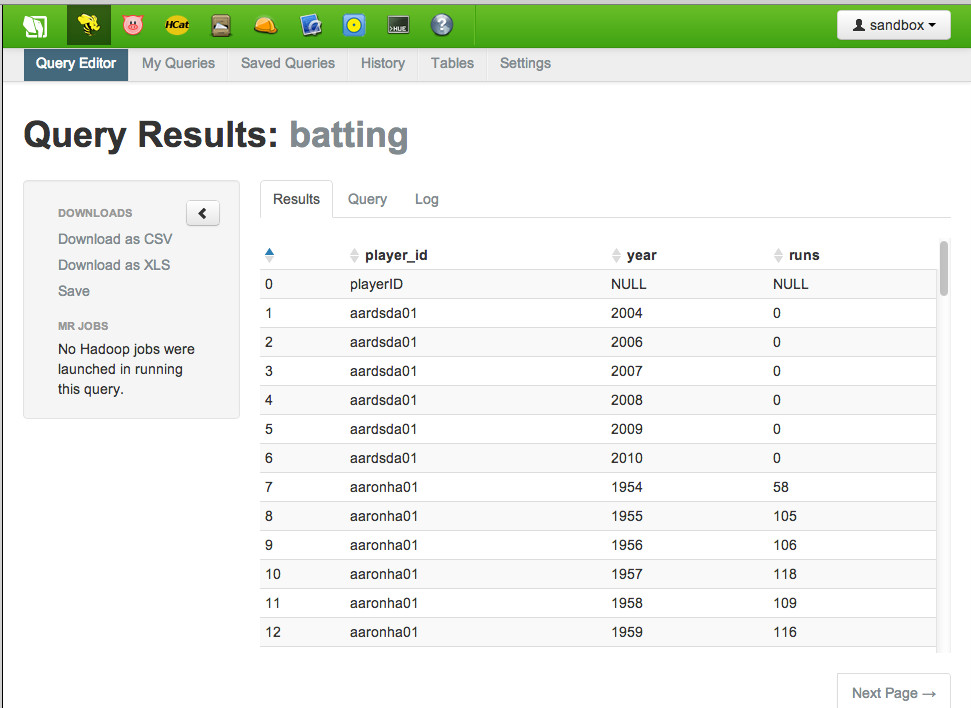 HCat
HUE
sandbox
Query Editor My Queries Saved Queries History Tables Settings
Query Results: batting
DOWNLOADS
Download as CSV
Download as XLS
Save
MR JOBS
No Hadoop jobs were
launched in running
this query.
Results Query Log
player_id year runs
0 playerID NULL NULL
1 aardsda01 2004 0
2 aardsda01 2006 0
3 aardsda01 2007 0
4 aardsda01 2008 0
5 aardsda01 2009 0
6 aardsda01 2010 0
7 aaronha01 1954 58
8 aaronha01 1955 105
9 aaronha01 1956 106
10 aaronha01 1957 118
11 aaronha01 1958 109
12 aaronha01 1959 116
Next Page →